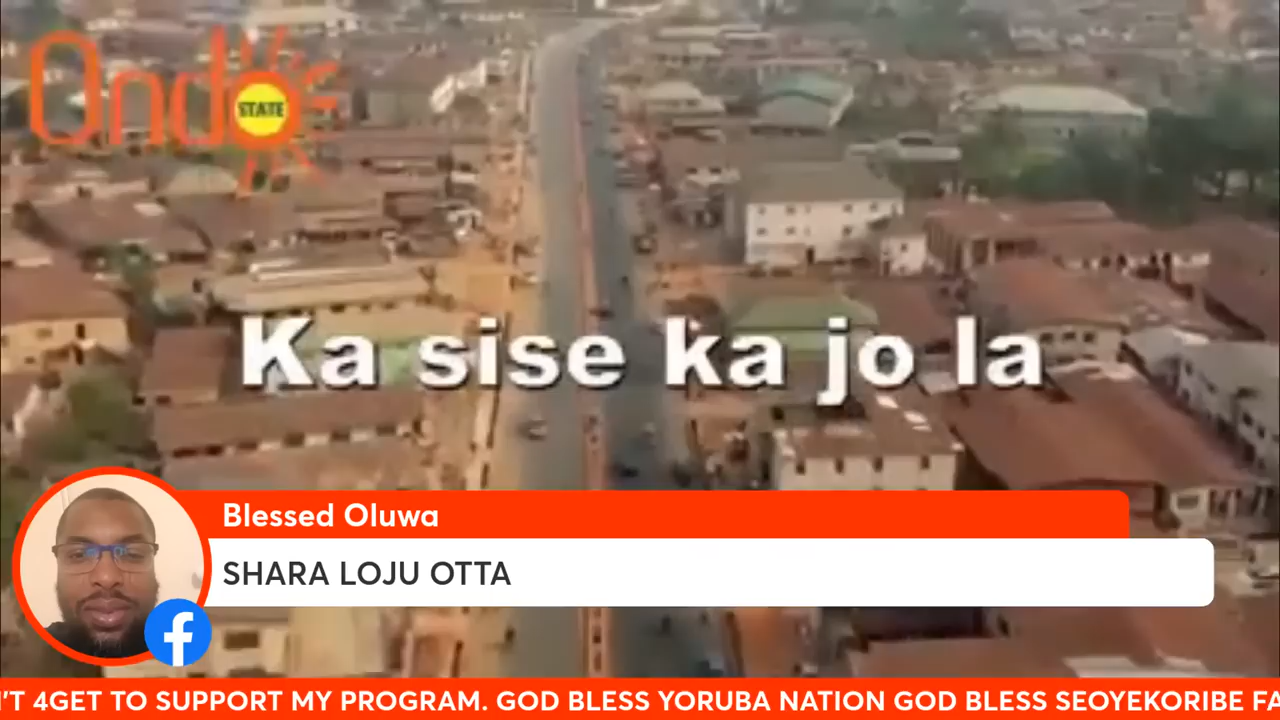 Ondo
STATE
Ka sise ka jo la
Blessed Oluwa
SHARA LOJU OTTA
'T 4GET TO SUPPORT MY PROGRAM. GOD BLESS YORUBA NATION GOD BLESS SEOYEKORIBE FA